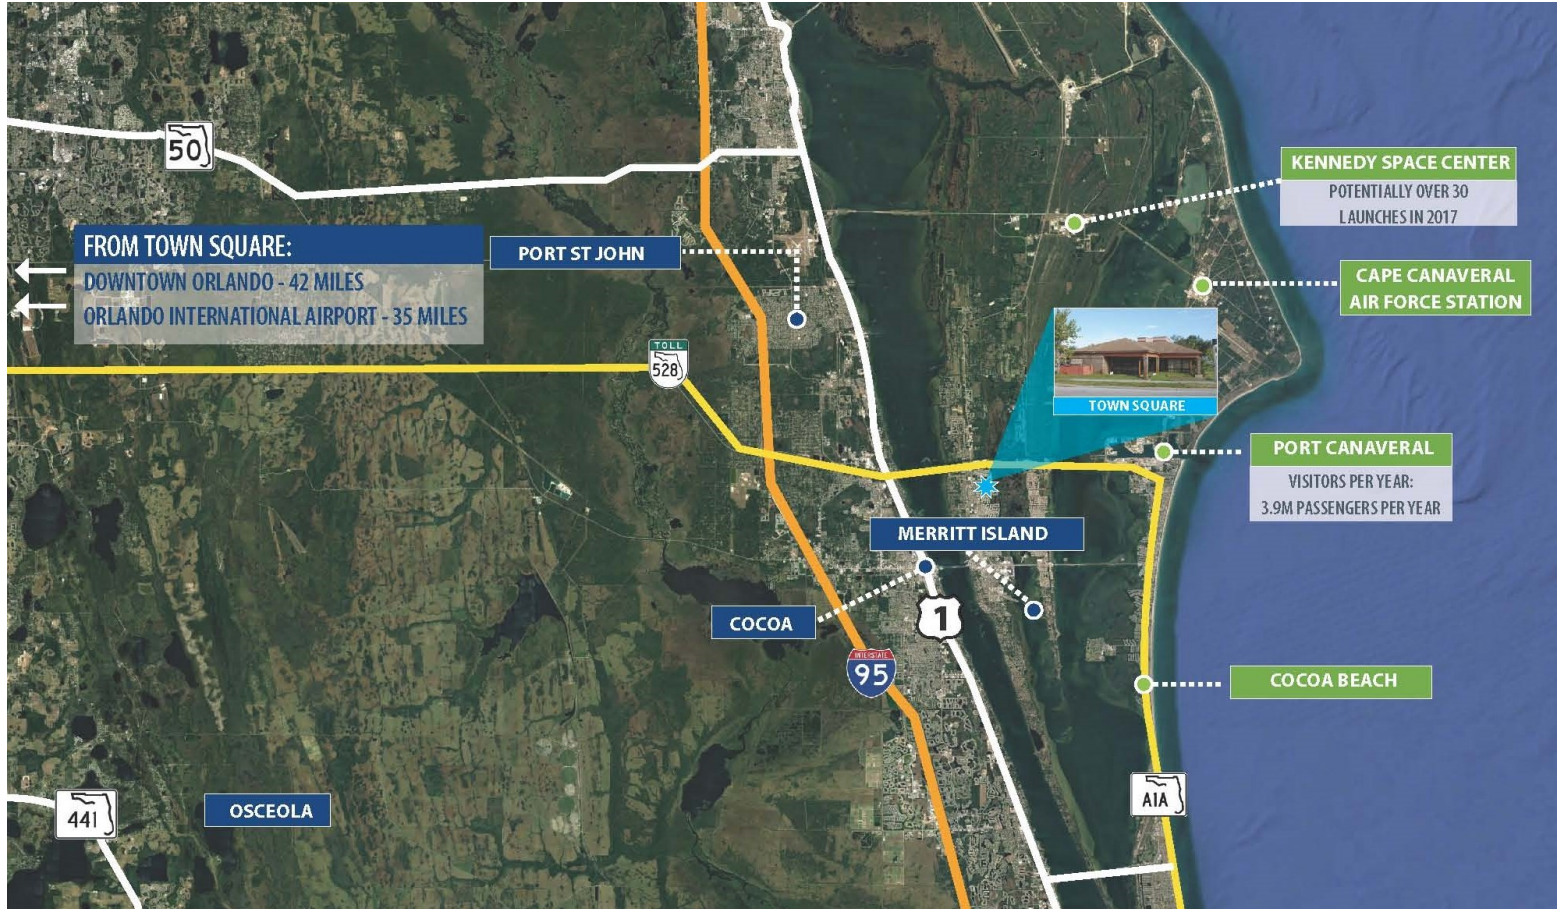 50
KENNEDY SPACE CENTER
POTENTIALLY OVER 30
LAUNCHES IN 2017
FROM TOWN SQUARE:
DOWNTOWN ORLANDO - 42 MILES
ORLANDO INTERNATIONAL AIRPORT - 35 MILES
PORT ST JOHN
CAPE CANAVERAL
AIR FORCE STATION
TOLL
528
TOWN SQUARE
PORT CANAVERAL
VISITORS PER YEAR:
3.9M PASSENGERS PER YEAR
MERRITT ISLAND
COCOA
1
INTERSTATE
95
COCOA BEACH
441
OSCEOLA
A1A